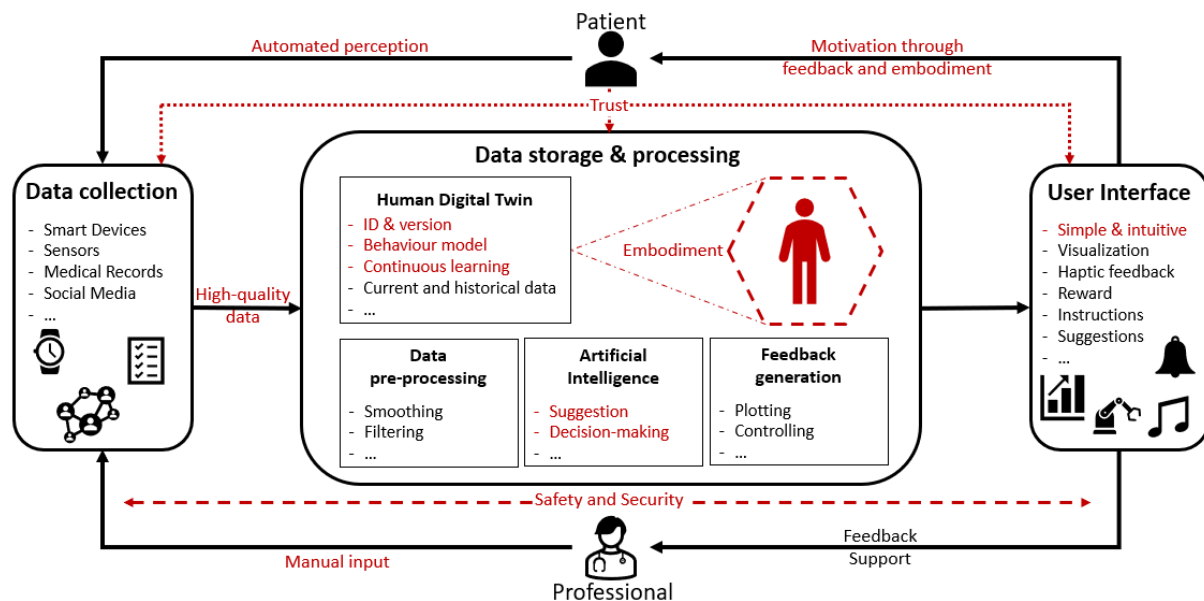 Patient
Automated perception
Motivation through
feedback and embodiment
Trust
Data collection
- Smart Devices
- Sensors
- Medical Records
- Social Media
- ...
High-quality
data
Data storage & processing
Human Digital Twin
- ID & version
- Behaviour model
- Continuous learning
- Current and historical data
- ...
Embodiment
Data
pre-processing
- Smoothing
- Filtering
- ...
Artificial
Intelligence
- Suggestion
- Decision-making
- ...
Feedback
generation
- Plotting
- Controlling
- ...
User Interface
- Simple & intuitive
- Visualization
- Haptic feedback
- Reward
- Instructions
- Suggestions
- ...
Safety and Security
Manual input
Feedback
Support
Professional